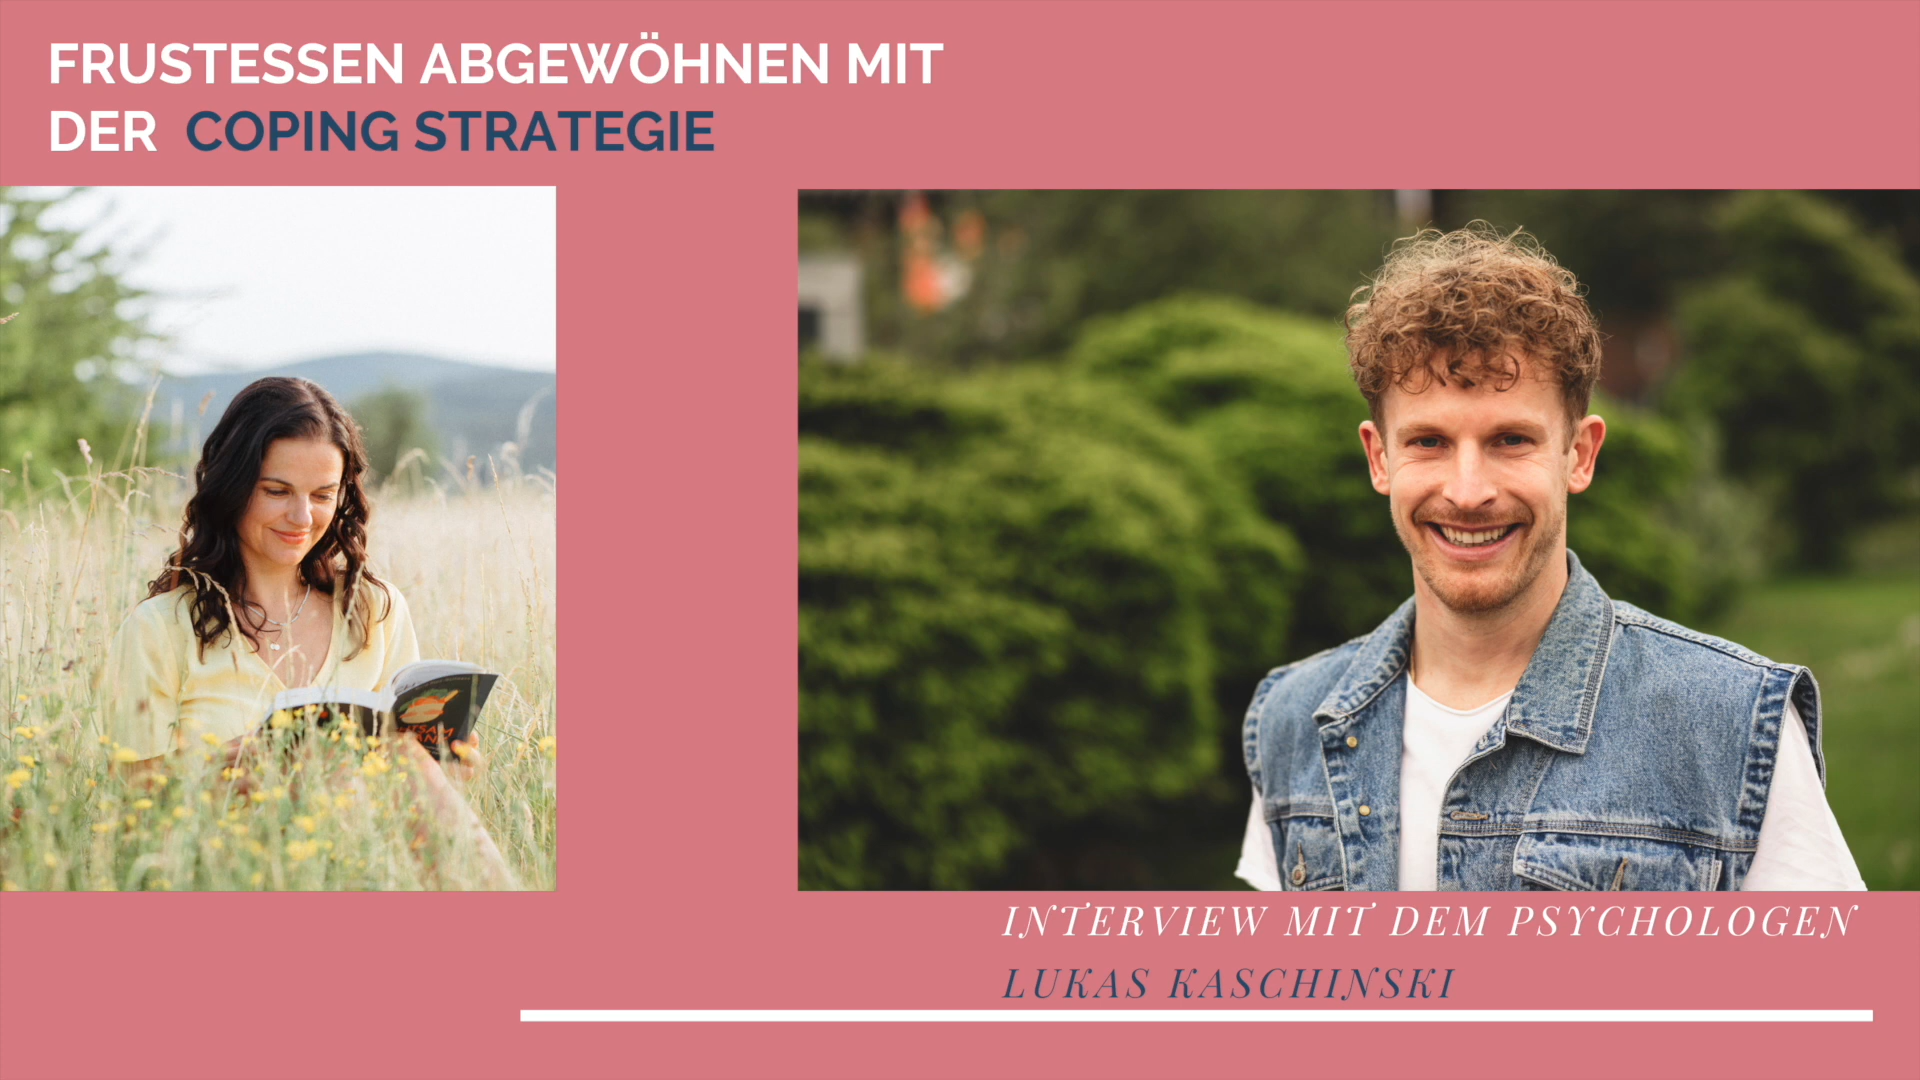 FRUSTESSEN ABGEWÖHNEN MIT
DER COPING STRATEGIE
INTERVIEW MIT DEM PSYCHOLOGEN
LUKAS KASCHINSKI